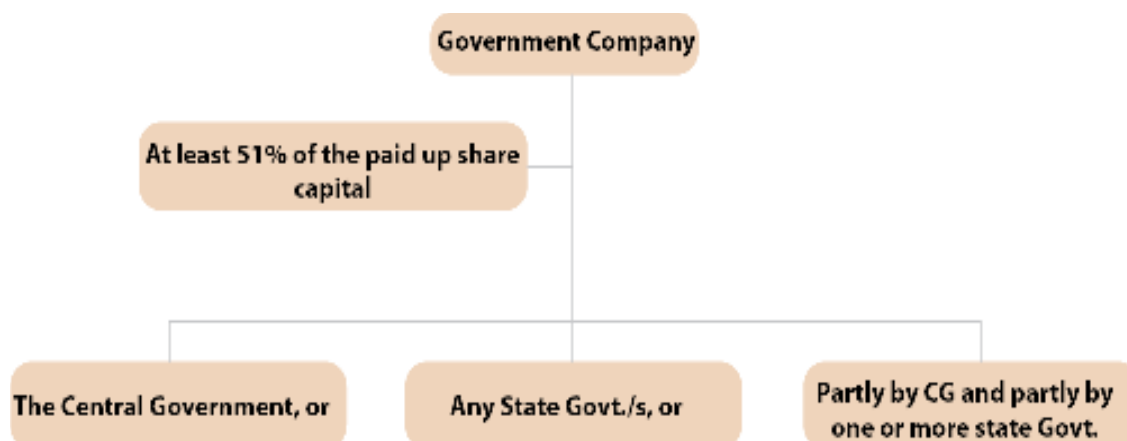 Government Company
At least 51% of the paid up share
capital
The Central Government, or
Any State Govt./s, or
Partly by CG and partly by
one or more state Govt.